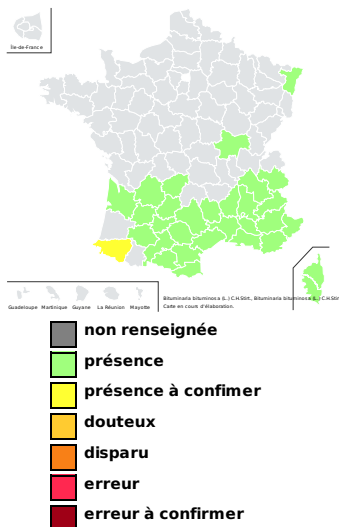 Île-de-France
Guadeloupe Martinique Guyane La Réunion Mayotte
Bituminaria bituminosa (L.) C.H.Stirt., Bituminaria bituminosa (L.) C.H.Stirt.
Carte en cours d'élaboration.
non renseignée
présence
présence à confimer
douteux
disparu
erreur
erreur à confirmer